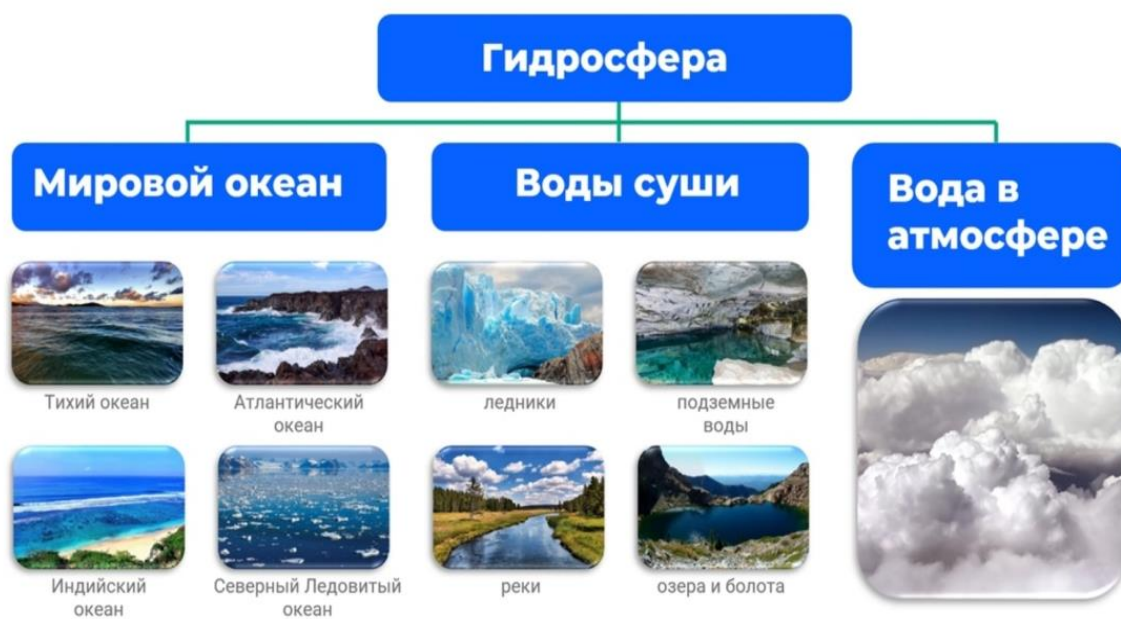 Гидросфера
Мировой океан
Воды суши
Вода в
атмосфере
Тихий океан
Атлантический
океан
ледники
подземные
воды
Индийский
океан
Северный Ледовитый
океан
реки
озера и болота